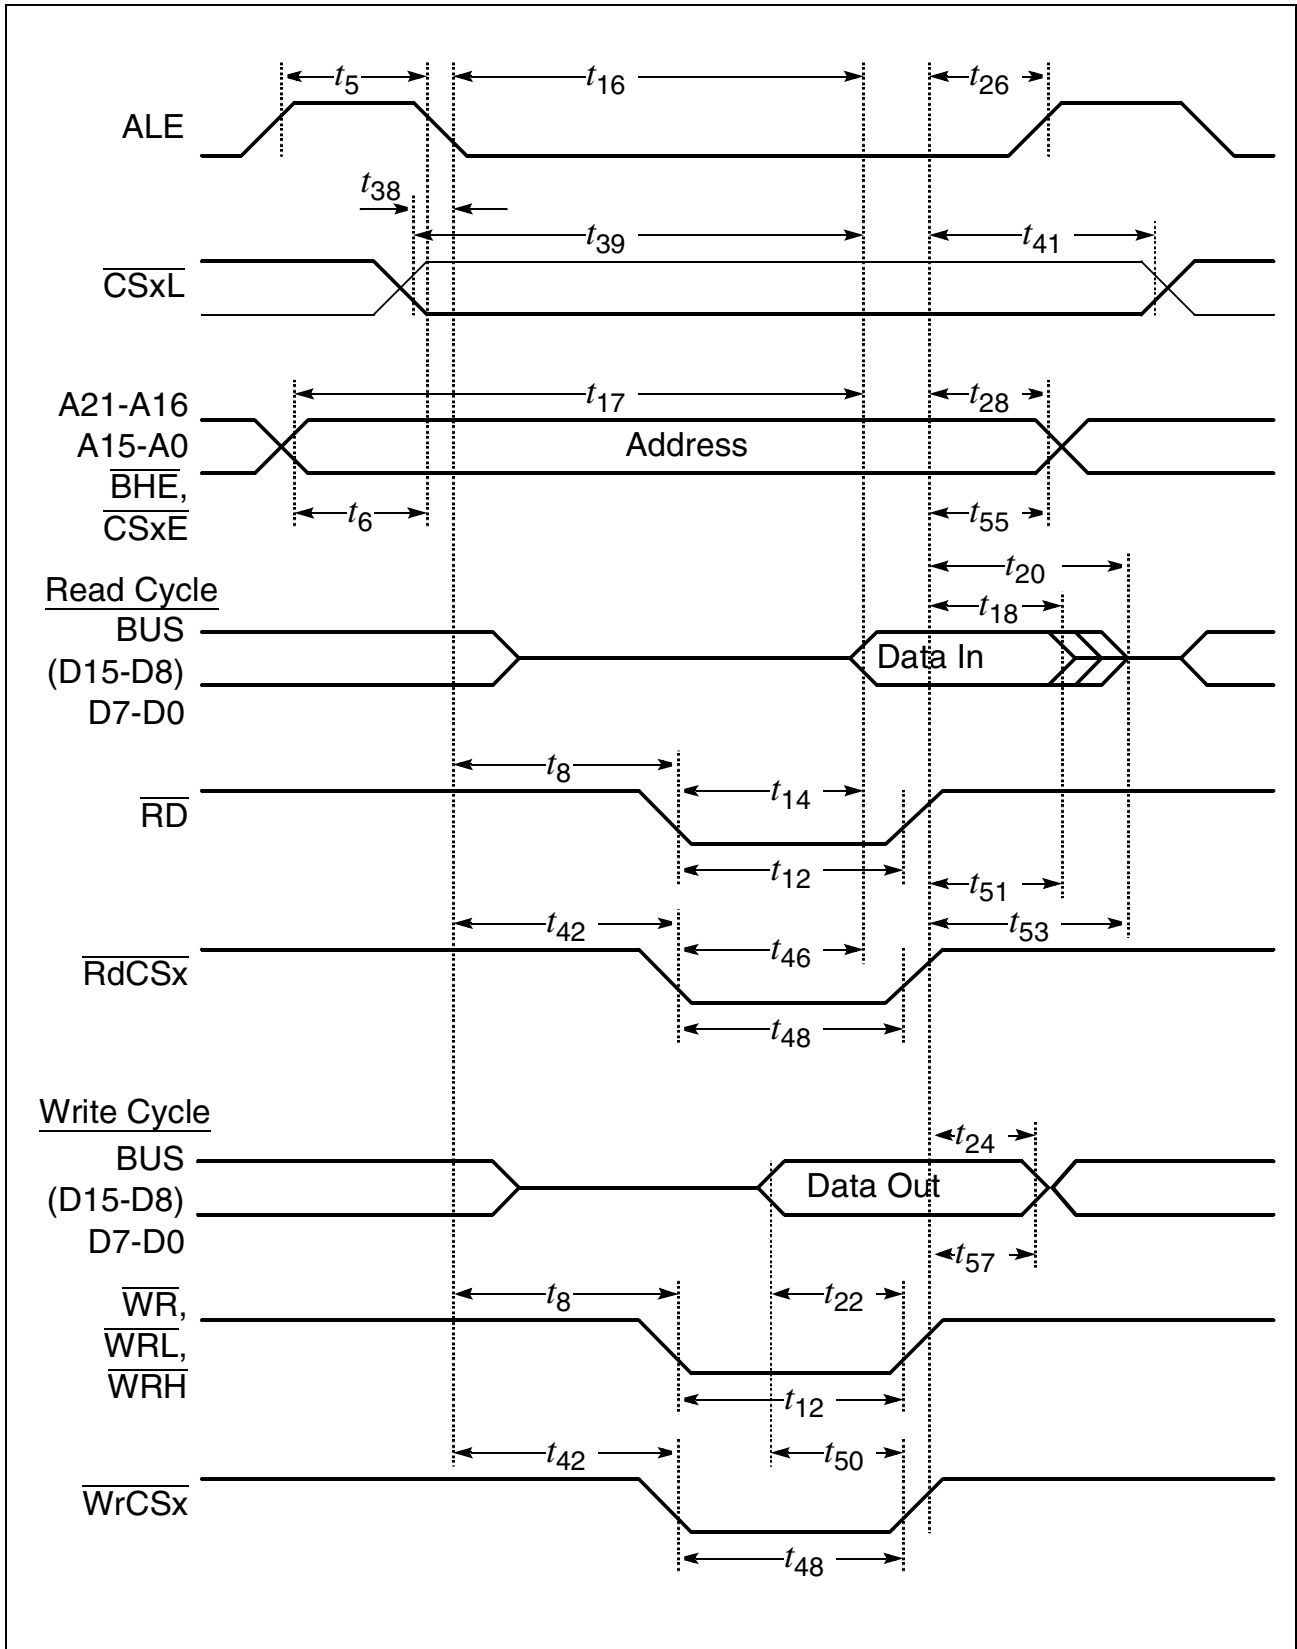 t5
t16
t26
ALE
t38
t39
t41
CSxL
t17
t28
A21-A16
A15-A0
Address
BHE,
CSxE
t6
t55
t20
Read Cycle
t18
BUS
(D15-D8)
Data In
D7-D0
t8
t14
RD
t12
t51
t42
t53
t46
RdCSx
t48
Write Cycle
t24
BUS
(D15-D8)
Data Out
D7-D0
t57
t8
t22
WR,
WRL,
WRH
t12
t42
t50
WrCSx
t48